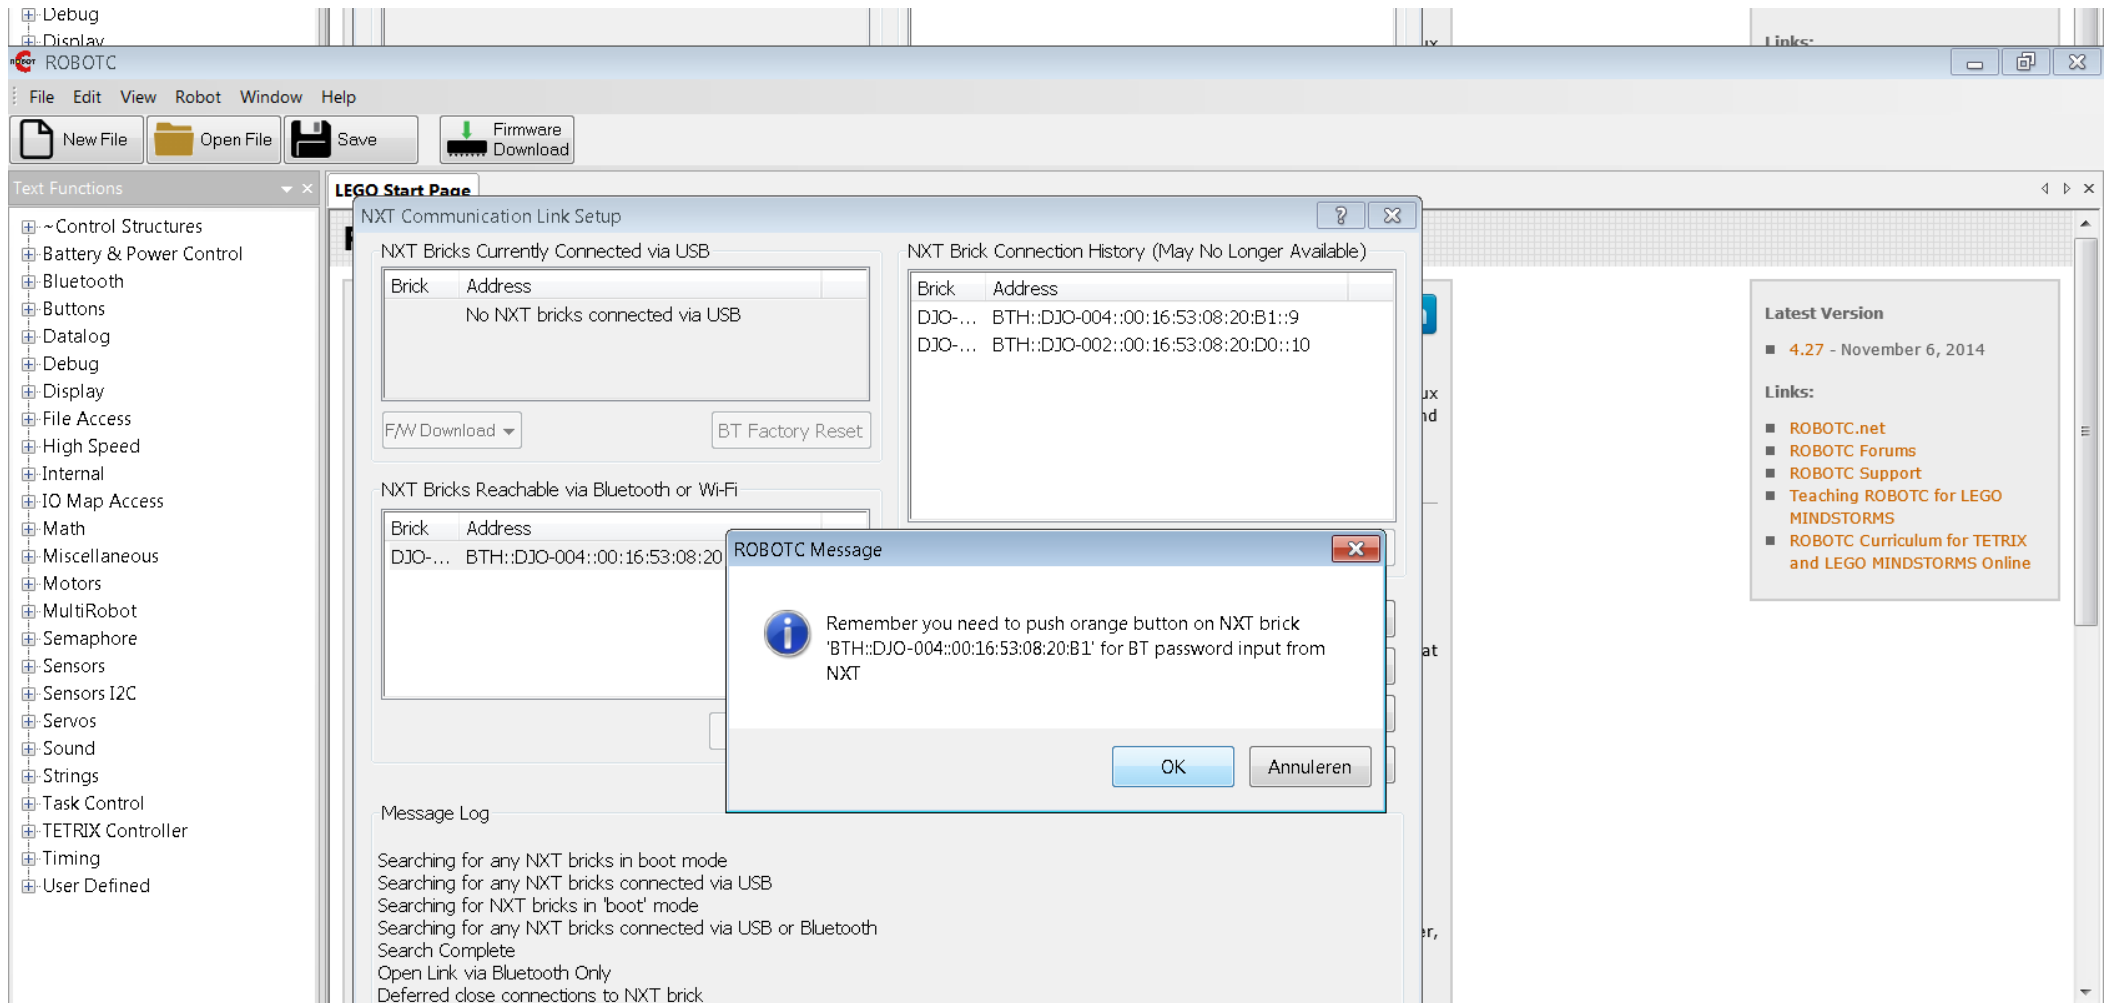 Debug
Display
Links:
ROBOTC
File Edit View Robot Window Help
New File Open File Save Firmware Download
Text Functions
LEGO Start Page
~Control Structures
Battery & Power Control
Bluetooth
Buttons
Datalog
Debug
Display
File Access
High Speed
Internal
IO Map Access
Math
Miscellaneous
Motors
MultiRobot
Semaphore
Sensors
Sensors I2C
Servos
Sound
Strings
Task Control
TETRIX Controller
Timing
User Defined
NXT Communication Link Setup
NXT Bricks Currently Connected via USB
Brick Address
No NXT bricks connected via USB
F/W Download BT Factory Reset
NXT Brick Connection History (May No Longer Available)
Brick Address
DJO-... BTH::DJO-004::00:16:53:08:20:B1::9
DJO-... BTH::DJO-002::00:16:53:08:20:D0::10
NXT Bricks Reachable via Bluetooth or Wi-Fi
Brick Address
DJO-... BTH::DJO-004::00:16:53:08:20
ROBOTC Message
Remember you need to push orange button on NXT brick
'BTH::DJO-004::00:16:53:08:20:B1' for BT password input from
NXT
OK Annuleren
Message Log
Searching for any NXT bricks in boot mode
Searching for any NXT bricks connected via USB
Searching for NXT bricks in 'boot' mode
Searching for any NXT bricks connected via USB or Bluetooth
Search Complete
Open Link via Bluetooth Only
Deferred close connections to NXT brick
Latest Version
4.27 - November 6, 2014
Links:
ROBOTC.net
ROBOTC Forums
ROBOTC Support
Teaching ROBOTC for LEGO
MINDSTORMS
ROBOTC Curriculum for TETRIX
and LEGO MINDSTORMS Online